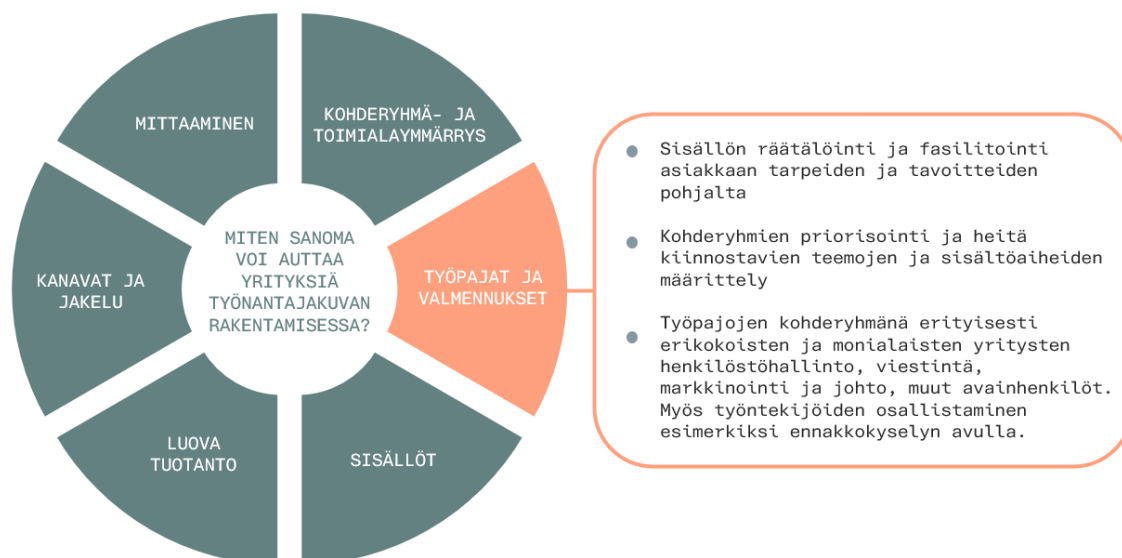 MITTAAMINEN
KOHDERYHMÄ- JA
TOIMIALAYMMÄRRYS
MITEN SANOMA
VOI AUTTAA
YRITYKSIÄ
TYÖNANTAJAKUVAN
RAKENTAMISESSA?
KANAVAT JA
JAKELU
TYÖPAJAT JA
VALMENNUKSET
LUOVA
TUOTANTO
SISÄLLÖT
Sisällön räätälöinti ja fasilitointi
asiakkaan tarpeiden ja tavoitteiden
pohjalta
Kohderyhmien priorisointi ja heitä
kiinnostavien teemojen ja sisältöaiheiden
määrittely
Työpajojen kohderyhmänä erityisesti
erikokoisten ja monialaisten yritysten
henkilöstöhallinto, viestintä,
markkinointi ja johto, muut avainhenkilöt.
Myös työntekijöiden osallistaminen
esimerkiksi ennakkokyselyn avulla.